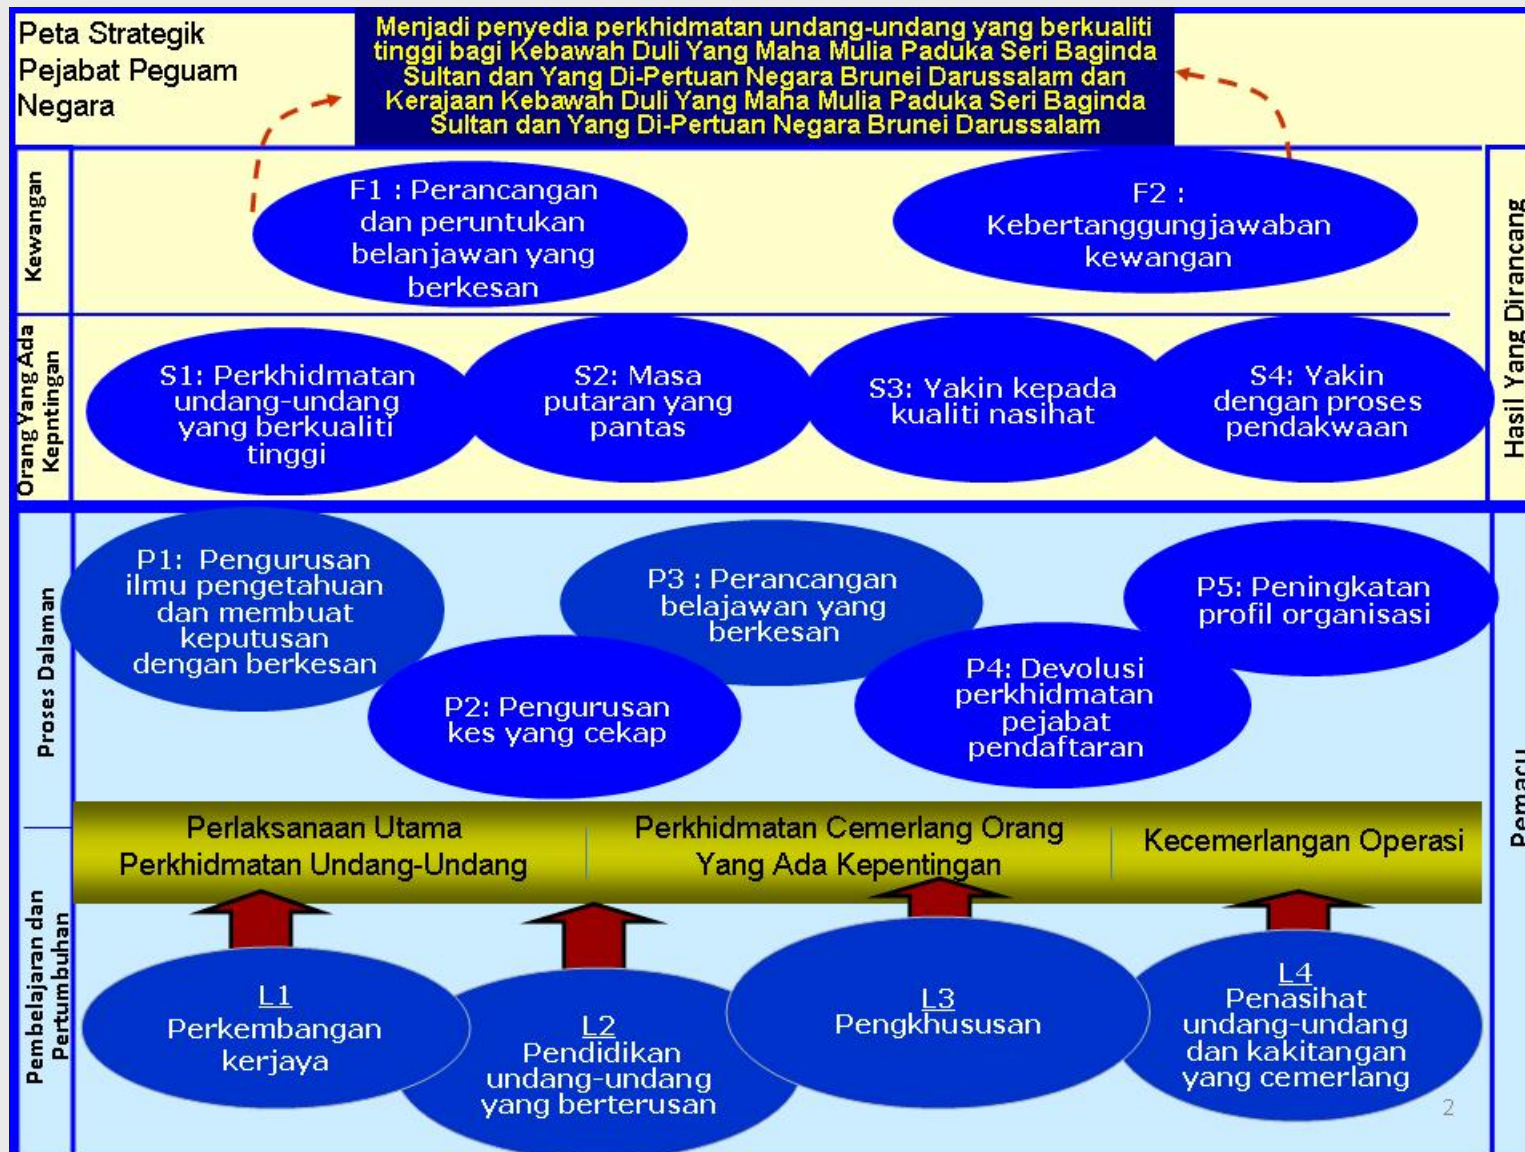 Peta Strategik
Pejabat Peguam
Negara
Menjadi penyedia perkhidmatan undang-undang yang berkualiti
tinggi bagi Kebawah Duli Yang Maha Mulia Paduka Seri Baginda
Sultan dan Yang Di-Pertuan Negara Brunei Darussalam dan
Kerajaan Kebawah Duli Yang Maha Mulia Paduka Seri Baginda
Sultan dan Yang Di-Pertuan Negara Brunei Darussalam
Kewangan
F1 : Perancangan
dan peruntukan
belanjawan yang
berkesan
F2 :
Kebertanggungjawaban
kewangan
Hasil Yang Dirancang
Orang Yang Ada
Kepntingan
S1: Perkhidmatan
undang-undang
yang berkualiti
tinggi
S2: Masa
putaran yang
pantas
S3: Yakin kepada
kualiti nasihat
S4: Yakin
dengan proses
pendakwaan
Proses Dalaman
P1: Pengurusan
ilmu pengetahuan
dan membuat
keputusan
dengan berkesan
P2: Pengurusan
kes yang cekap
P3 : Perancangan
belajawan yang
berkesan
P4: Devolusi
perkhidmatan
pejabat
pendaftaran
P5: Peningkatan
profil organisasi
Pemacu
Perlaksanaan Utama
Perkhidmatan Undang-Undang
Perkhidmatan Cemerlang Orang
Yang Ada Kepentingan
Kecemerlangan Operasi
Pembelajaran dan
Pertumbuhan
L1
Perkembangan
kerjaya
L2
Pendidikan
undang-undang
yang berterusan
L3
Pengkhususan
L4
Penasihat
undang-undang
dan kakitangan
yang cemerlang
2